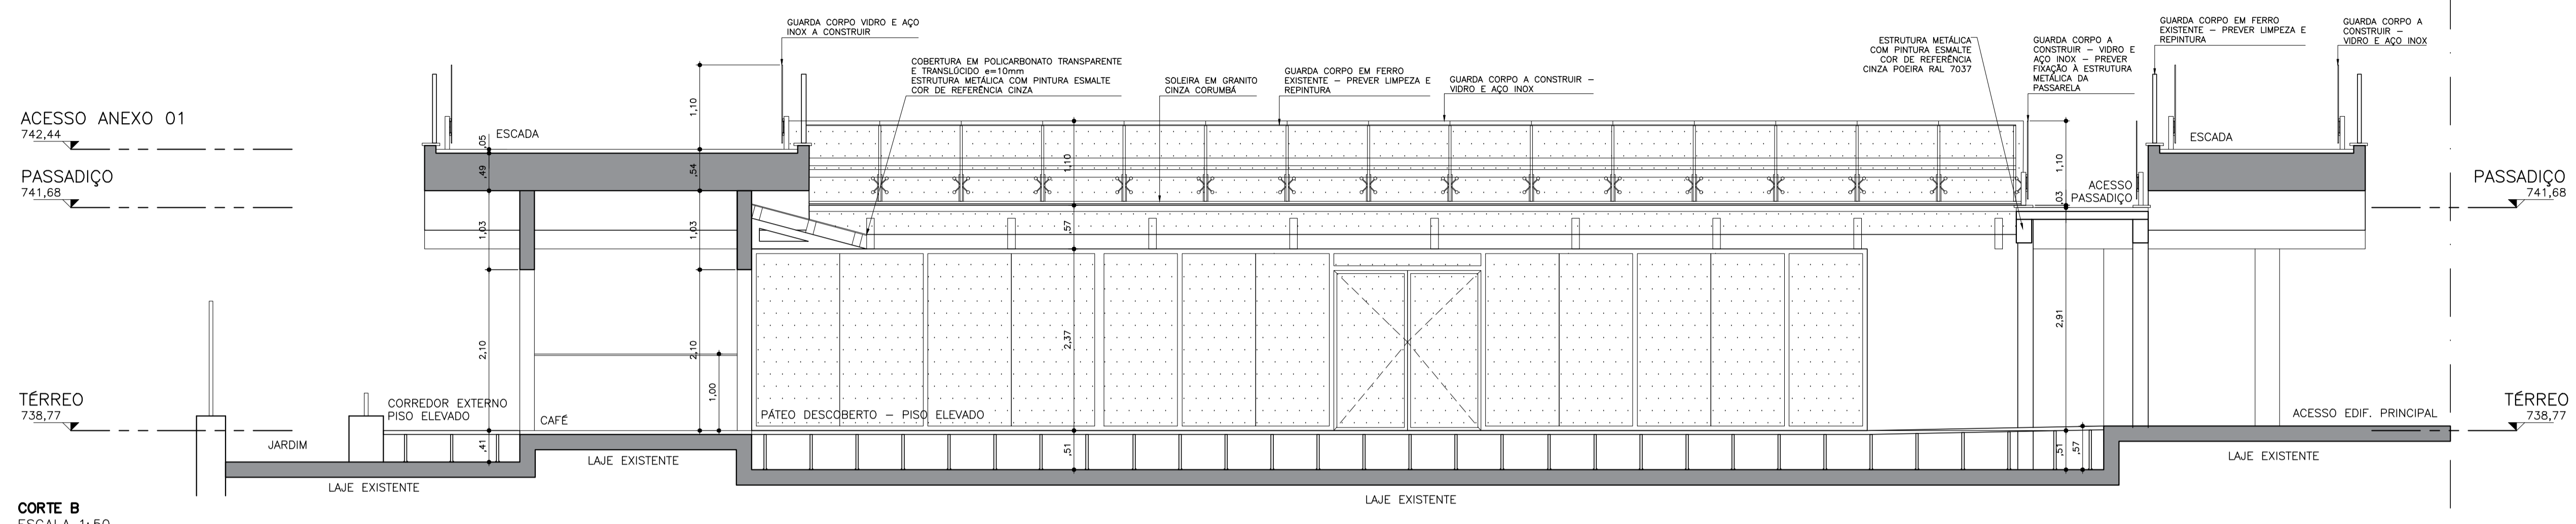 GUARDA CORPO VIDRO E AÇO
INOX A CONSTRUIR
COBERTURA EM POLICARBONATO TRANSPARENTE
E TRANSLÚCIDO e=10mm
ESTRUTURA METÁLICA COM PINTURA ESMALTE
COR DE REFERÊNCIA CINZA
SOLEIRA EM GRANITO
CINZA CORUMBÁ
GUARDA CORPO EM FERRO
EXISTENTE – PREVER LIMPEZA E
REPINTURA
GUARDA CORPO A CONSTRUIR –
VIDRO E AÇO INOX
ESTRUTURA METÁLICA
COM PINTURA ESMALTE
COR DE REFERÊNCIA
CINZA POEIRA RAL 7037
GUARDA CORPO A
CONSTRUIR – VIDRO E
AÇO INOX – PREVER
FIXAÇÃO À ESTRUTURA
METÁLICA DA
PASSARELA
GUARDA CORPO EM FERRO
EXISTENTE – PREVER LIMPEZA E
REPINTURA
GUARDA CORPO A
CONSTRUIR –
VIDRO E AÇO INOX
ACESSO ANEXO 01
742,44
PASSADIÇO
741,68
TÉRREO
738,77
ESCADA
,05
,49
1,03
2,10
,41
1,10
,54
1,03
2,10
1,00
1,10
,57
2,37
,51
1,10
,03
2,91
,51
,57
ACESSO
PASSADIÇO
ESCADA
PASSADIÇO
741,68
TÉRREO
738,77
CORREDOR EXTERNO
PISO ELEVADO
CAFÉ
PÁTEO DESCOBERTO – PISO ELEVADO
ACESSO EDIF. PRINCIPAL
JARDIM
LAJE EXISTENTE
LAJE EXISTENTE
LAJE EXISTENTE
LAJE EXISTENTE
CORTE B
ESCALA 1:50